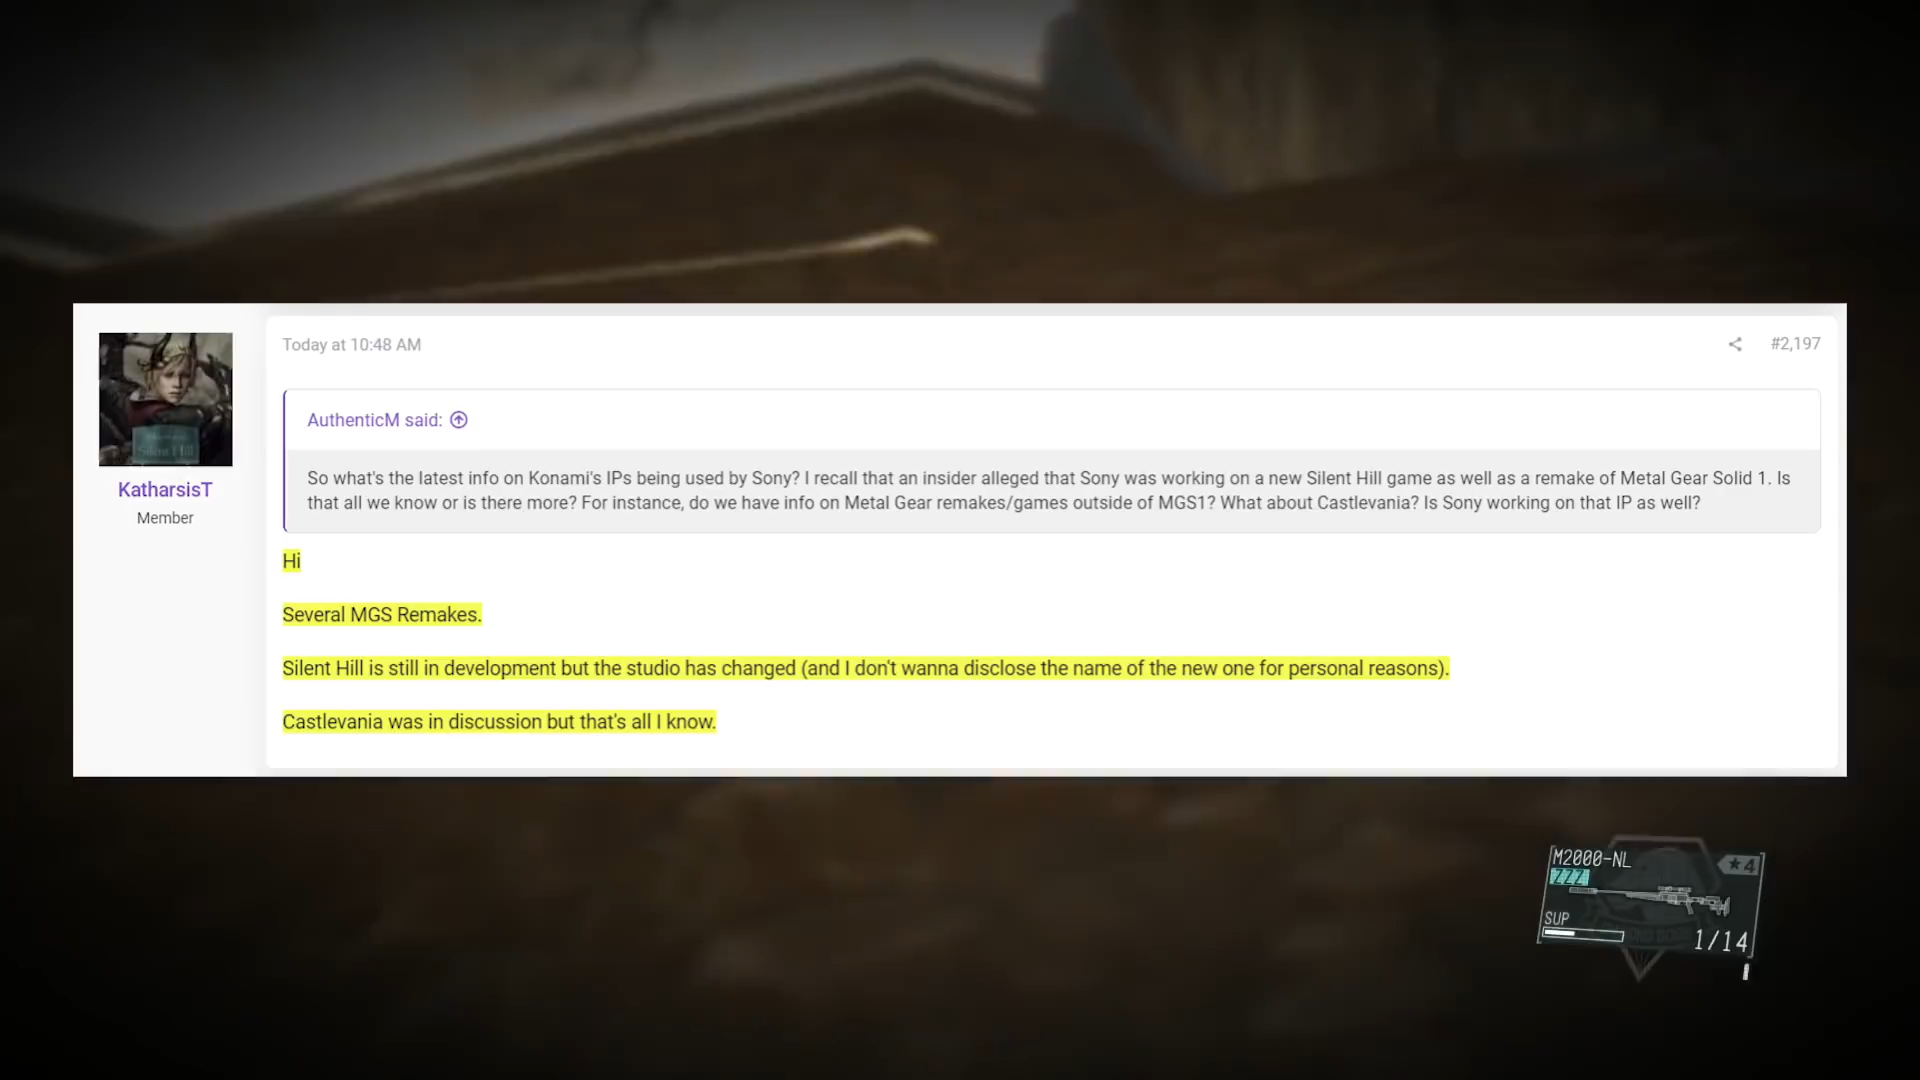 Today at 10:48 AM
#2,197
AuthenticM said:
So what's the latest info on Konami's IPs being used by Sony? I recall that an insider alleged that Sony was working on a new Silent Hill game as well as a remake of Metal Gear Solid 1. Is
that all we know or is there more? For instance, do we have info on Metal Gear remakes/games outside of MGS1? What about Castlevania? Is Sony working on that IP as well?
Silent Hill
KatharsisT
Member
Hi
Several MGS Remakes.
Silent Hill is still in development but the studio has changed (and I don't wanna disclose the name of the new one for personal reasons).
Castlevania was in discussion but that's all I know.
M2000-NL
★4
ZZZ
SUP
1/14